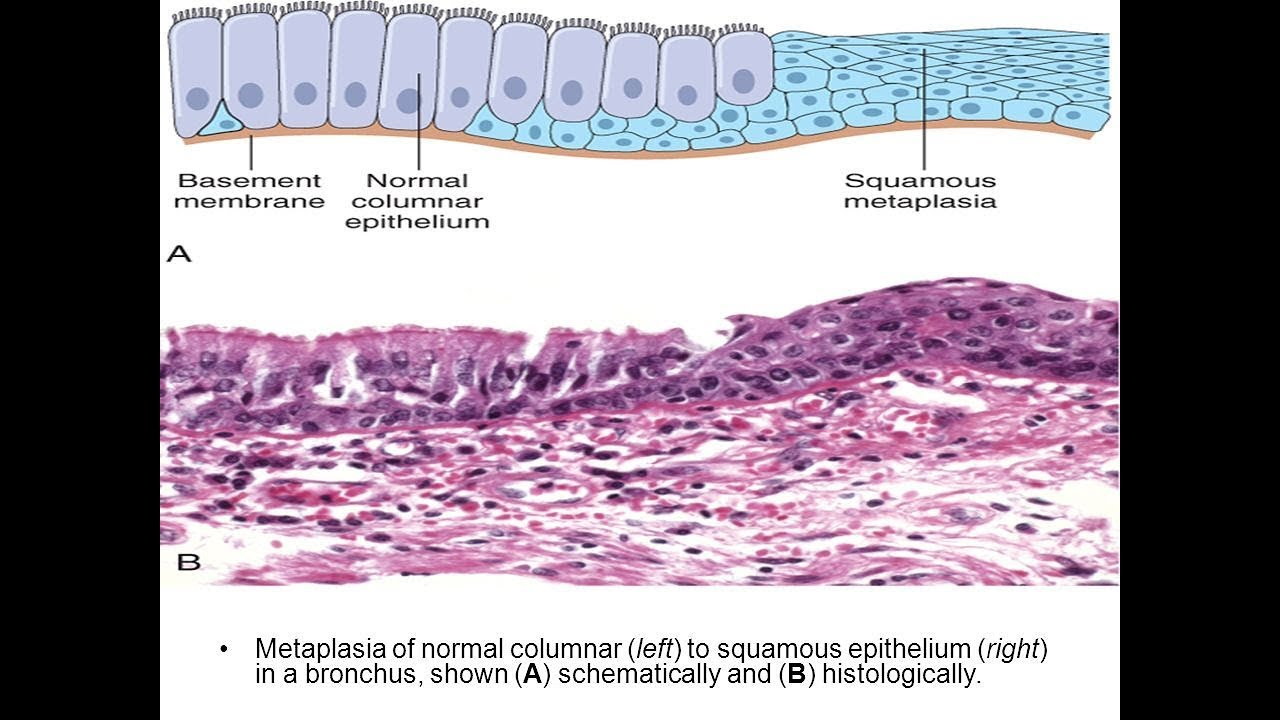 Basement
membrane
Normal
columnar
epithelium
Squamous
metaplasia
A
B
• Metaplasia of normal columnar (left) to squamous epithelium (right)
in a bronchus, shown (A) schematically and (B) histologically.